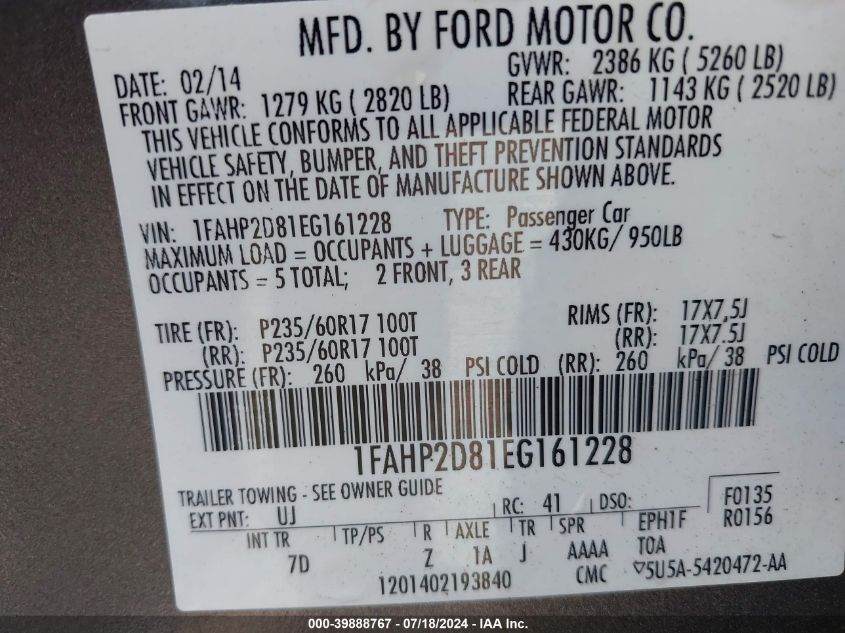 MFD. BY FORD MOTOR CO.
DATE: 02/14 GVWR: 2386 KG ( 5260 LB)
FRONT GAWR: 1279 KG ( 2820 LB) REAR GAWR: 1143 KG ( 2520 LB)
THIS VEHICLE CONFORMS TO ALL APPLICABLE FEDERAL MOTOR
VEHICLE SAFETY, BUMPER, AND THEFT PREVENTION STANDARDS
IN EFFECT ON THE DATE OF MANUFACTURE SHOWN ABOVE.
VIN: 1FAHP2D81EG161228 TYPE: Passenger Car
MAXIMUM LOAD = OCCUPANTS + LUGGAGE = 430KG/ 950LB
OCCUPANTS = 5 TOTAL; 2 FRONT, 3 REAR
TIRE (FR): P235/60R17 100T RIMS (FR): 17X7,5J
(RR): P235/60R17 100T (RR): 17X7.5J
PRESSURE (FR): 260 kPa/ 38 PSI COLD (RR): 260 kPa/ 38 PSI COLD
1FAHP2D81EG161228
TRAILER TOWING - SEE OWNER GUIDE
EXT PNT: UJ RC: 41 DSO: F0135
INT TR TP/PS R AXLE TR SPR EPH1F R0156
7D Z 1A J AAAA TOA
1201402193840 CMC ▽5U5A-5420472-AA
000-39888767 / 07/18/2024 - IAA Inc.